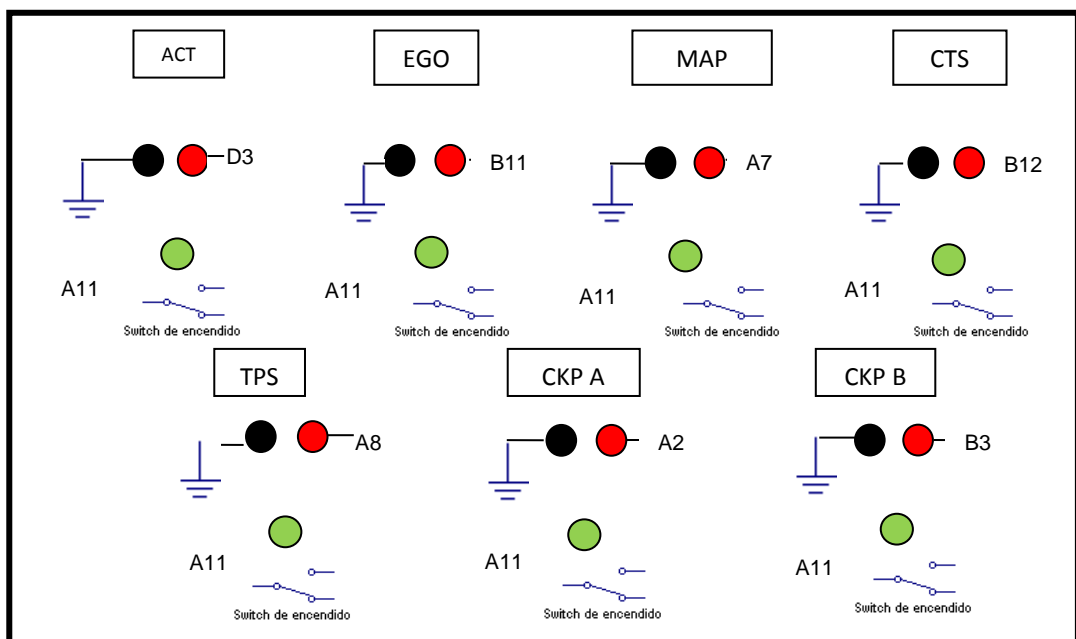 ACT EGO MAP CTS
D3 B11 A7 B12
A11 A11 A11 A11
Switch de encendido Switch de encendido Switch de encendido Switch de encendido
TPS CKP A CKP B
A8 A2 B3
A11 A11 A11
Switch de encendido Switch de encendido Switch de encendido